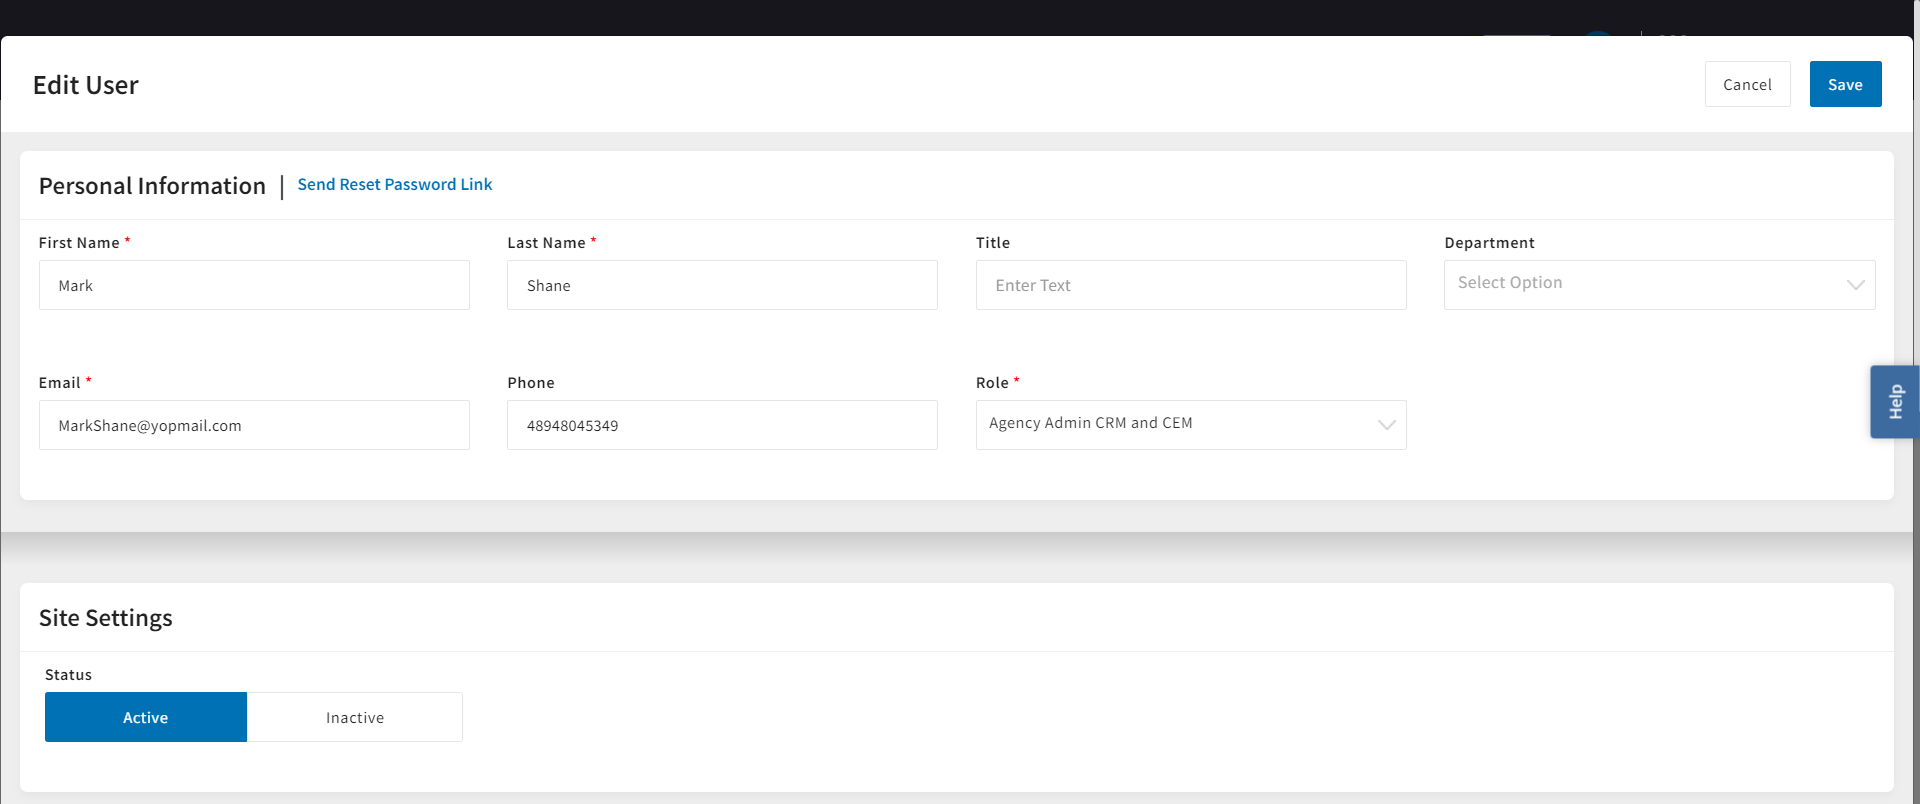 Edit User
Cancel
Save
Personal Information | Send Reset Password Link
First Name *
Last Name *
Title
Department
Mark
Shane
Enter Text
Select Option
Email *
Phone
Role *
MarkShane@yopmail.com
48948045349
Agency Admin CRM and CEM
Help
Site Settings
Status
Active
Inactive